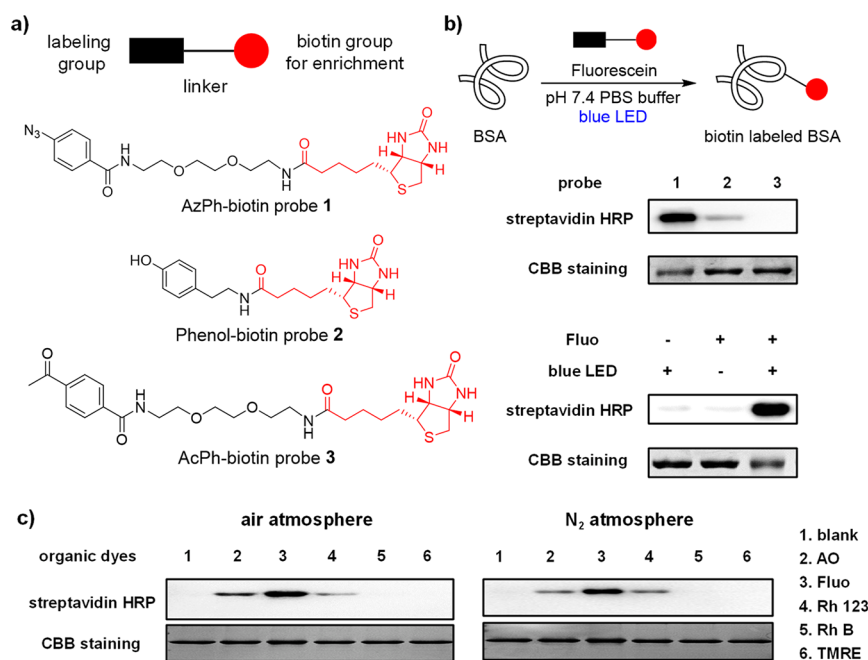 a)
labeling
group
linker
biotin group
for enrichment
N3
O
N
H
O
O
H
N
O
HN
O
NH
H
H
S
AzPh-biotin probe 1
HO
N
H
O
HN
O
NH
H
H
S
Phenol-biotin probe 2
O
O
H
N
O
O
N
H
O
HN
O
NH
H
H
S
AcPh-biotin probe 3
b)
BSA
Fluorescein
pH 7.4 PBS buffer
blue LED
biotin labeled BSA
probe 1 2 3
streptavidin HRP
CBB staining
Fluo - + +
blue LED + - +
streptavidin HRP
CBB staining
c)
air atmosphere
N2 atmosphere
organic dyes 1 2 3 4 5 6 1 2 3 4 5 6
streptavidin HRP
CBB staining
1. blank
2. AO
3. Fluo
4. Rh 123
5. Rh B
6. TMRE